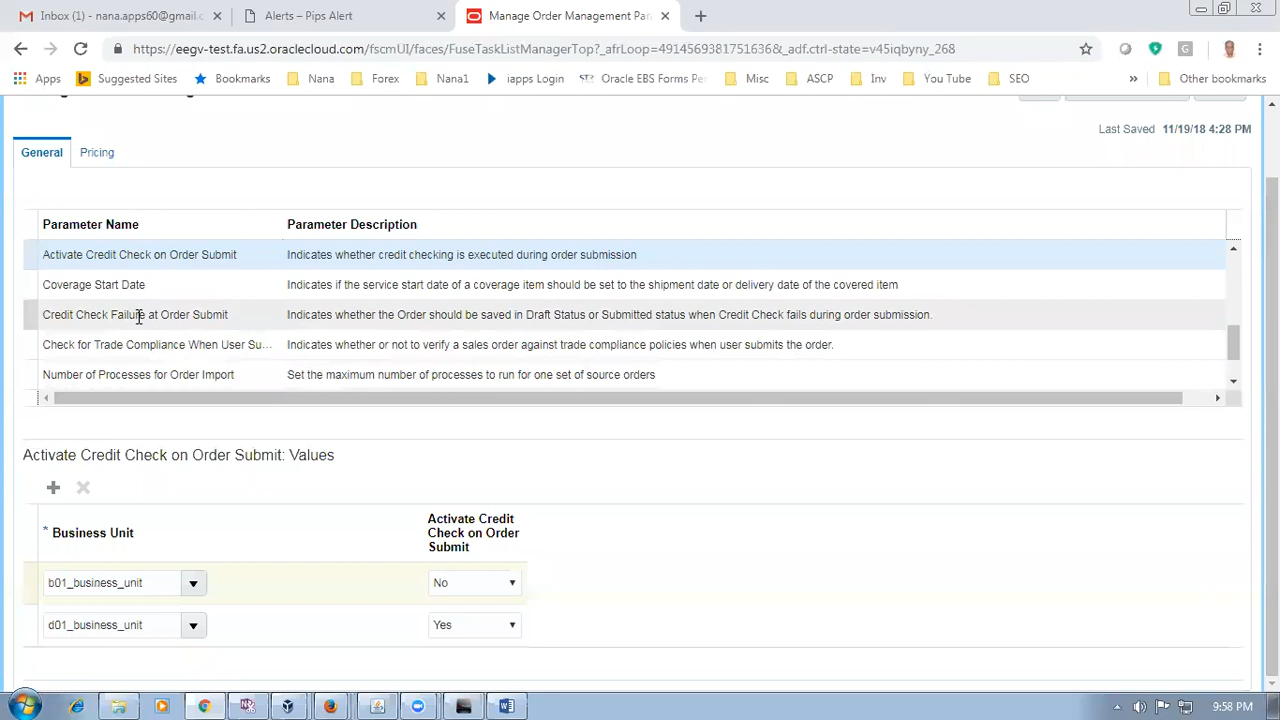 Inbox (1) - nana.apps60@gmail.c
Alerts – Pips Alert
Manage Order Management Par
https://eegv-test.fa.us2.oraclecloud.com/fscmUI/faces/FuseTaskListManagerTop?_afrLoop=4914569381751636&_adf.ctrl-state=v45iqbyny_268
Apps
Suggested Sites
Bookmarks
Nana
Forex
Nana1
iapps Login
Oracle EBS Forms Pe
Misc
ASCP
Inv
You Tube
SEO
Other bookmarks
Last Saved 11/19/18 4:28 PM
General
Pricing
Parameter Name
Parameter Description
Activate Credit Check on Order Submit
Indicates whether credit checking is executed during order submission
Coverage Start Date
Indicates if the service start date of a coverage item should be set to the shipment date or delivery date of the covered item
Credit Check Failure at Order Submit
Indicates whether the Order should be saved in Draft Status or Submitted status when Credit Check fails during order submission.
Check for Trade Compliance When User Su...
Indicates whether or not to verify a sales order against trade compliance policies when user submits the order.
Number of Processes for Order Import
Set the maximum number of processes to run for one set of source orders
Activate Credit Check on Order Submit: Values
* Business Unit
Activate Credit
Check on Order
Submit
b01_business_unit
No
d01_business_unit
Yes
9:58 PM